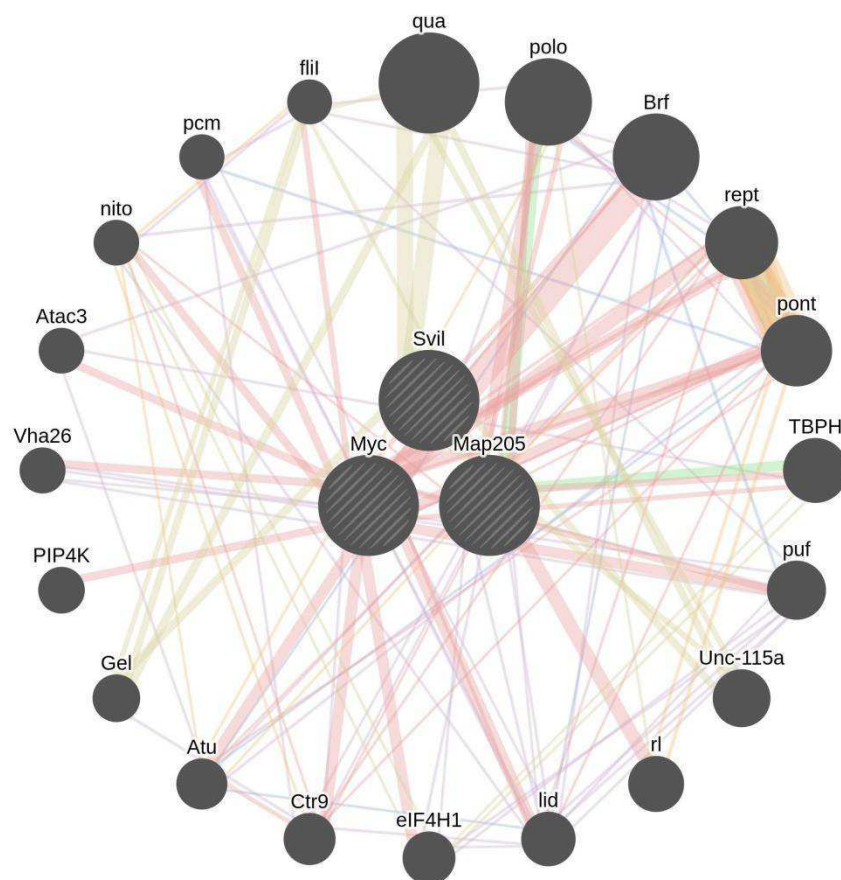 qua
polo
fliI
Brf
pcm
rept
nito
pont
Atac3
Svil
TBPH
Vha26
Myc
Map205
puf
PIP4K
Unc-115a
Gel
rl
Atu
lid
Ctr9
eIF4H1